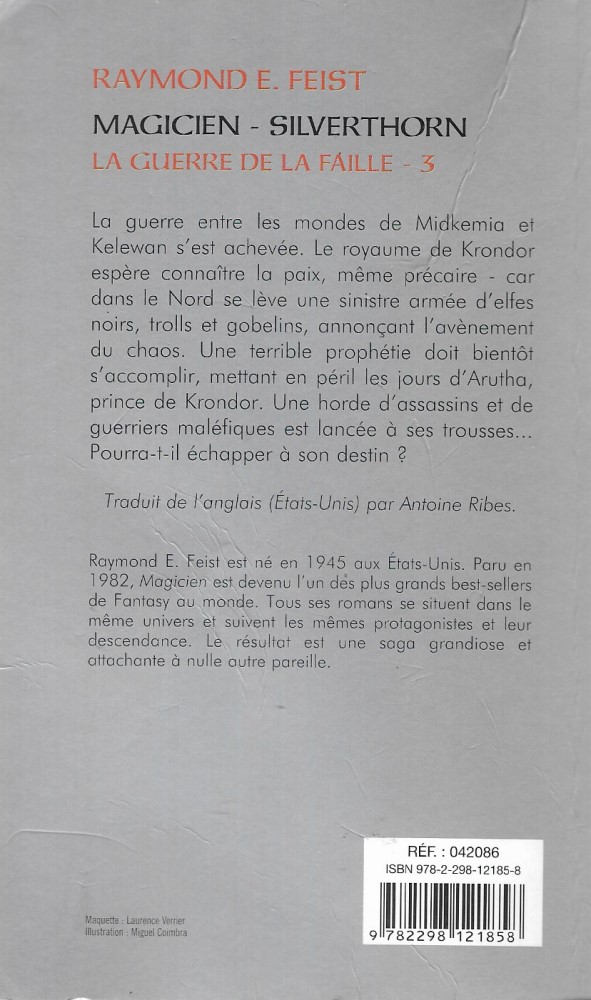 RAYMOND E. FEIST
MAGICIEN - SILVERTHORN
LA GUERRE DE LA FAILLE - 3
La guerre entre les mondes de Midkemia et
Kelewan s'est achevée. Le royaume de Krondor
espère connaître la paix, même précaire - car
dans le Nord se lève une sinistre armée d'elfes
noirs, trolls et gobelins, annonçant l'avènement
du chaos. Une terrible prophétie doit bientôt
s'accomplir, mettant en péril les jours d'Arutha,
prince de Krondor. Une horde d'assassins et de
guerriers maléfiques est lancée à ses trousses...
Pourra-t-il échapper à son destin ?
Traduit de l'anglais (États-Unis) par Antoine Ribes.
Raymond E. Feist est né en 1945 aux États-Unis. Paru en
1982, Magicien est devenu l'un des plus grands best-sellers
de Fantasy au monde. Tous ses romans se situent dans le
même univers et suivent les mêmes protagonistes et leur
descendance. Le résultat est une saga grandiose et
attachante à nulle autre pareille.
RÉF. : 042086
ISBN 978-2-298-12185-8
9 782298 121858
Maquette : Laurence Verrier
Illustration : Miguel Coimbra